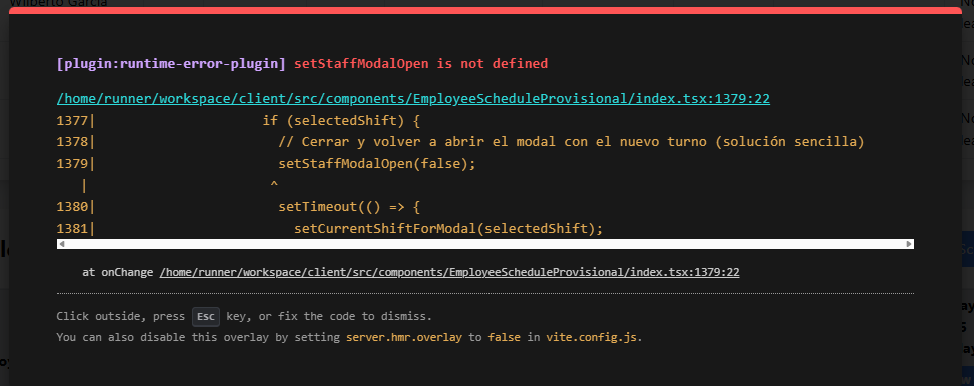 Wilberto García
[plugin:runtime-error-plugin] setStaffModalOpen is not defined
/home/runner/workspace/client/src/components/EmployeeScheduleProvisional/index.tsx:1379:22
1377| if (selectedShift) {
1378| // Cerrar y volver a abrir el modal con el nuevo turno (solución sencilla)
1379| setStaffModalOpen(false);
| ^
1380| setTimeout(() => {
1381| setCurrentShiftForModal(selectedShift);
at onChange /home/runner/workspace/client/src/components/EmployeeScheduleProvisional/index.tsx:1379:22
Click outside, press Esc key, or fix the code to dismiss.
You can also disable this overlay by setting server.hmr.overlay to false in vite.config.js.